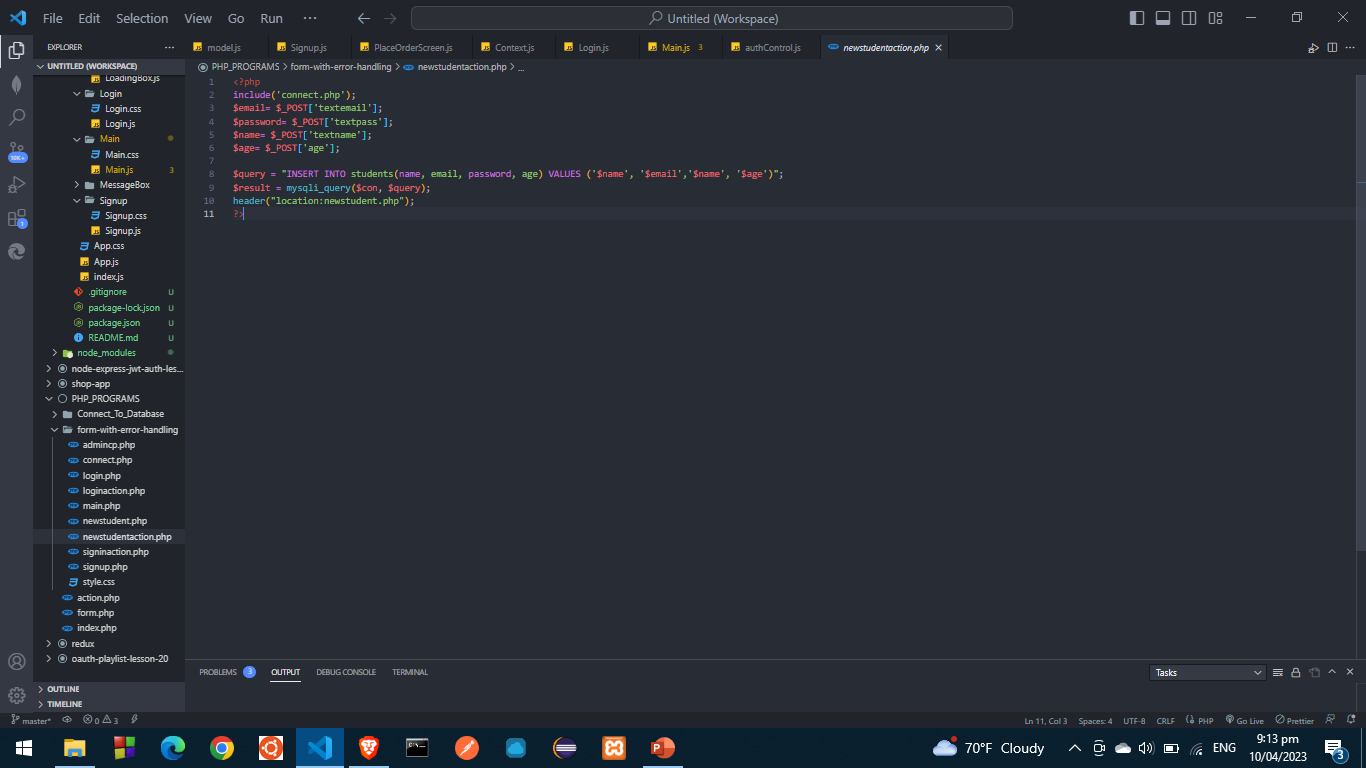 File Edit Selection View Go Run ··· Untitled (Workspace)
EXPLORER ···
UNTITLED (WORKSPACE)
LoadingBox.js
Login
Login.css
Login.js
Main
Main.css
Main.js 3
MessageBox
Signup
Signup.css
Signup.js
App.css
App.js
index.js
.gitignore U
package-lock.json U
package.json U
README.md U
node_modules
node-express-jwt-auth-les...
shop-app
PHP_PROGRAMS
Connect_To_Database
form-with-error-handling
admincp.php
connect.php
login.php
loginaction.php
main.php
newstudent.php
newstudentaction.php
signinaction.php
signup.php
style.css
action.php
form.php
index.php
redux
oauth-playlist-lesson-20
OUTLINE
TIMELINE
model.js Signup.js PlaceOrderScreen.js Context.js Login.js Main.js 3 authControl.js newstudentaction.php
PHP_PROGRAMS > form-with-error-handling > newstudentaction.php > ...
1 <?php
2 include('connect.php');
3 $email= $_POST['textemail'];
4 $password= $_POST['textpass'];
5 $name= $_POST['textname'];
6 $age= $_POST['age'];
7
8 $query = "INSERT INTO students(name, email, password, age) VALUES ('$name', '$email','$name', '$age')";
9 $result = mysqli_query($con, $query);
10 header("location:newstudent.php");
11 ?>
PROBLEMS 3 OUTPUT DEBUG CONSOLE TERMINAL Tasks
master* 0 3 Ln 11, Col 3 Spaces: 4 UTF-8 CRLF PHP Go Live Prettier
70°F Cloudy ENG 9:13 pm
10/04/2023 3